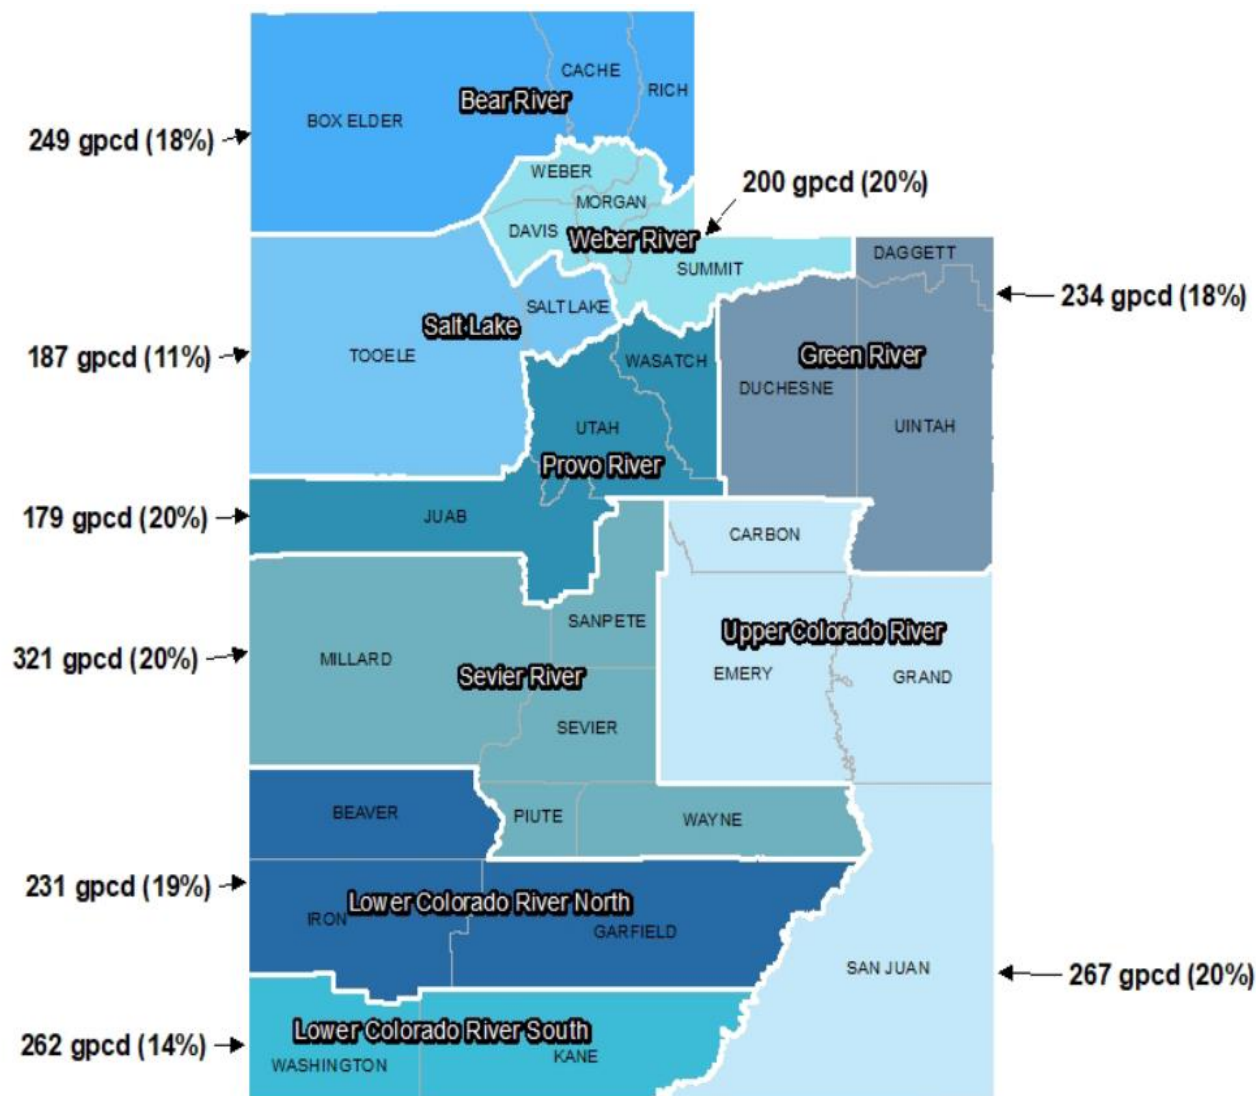 CACHE
RICH
Bear River
BOX ELDER
249 gpcd (18%)
WEBER
200 gpcd (20%)
MORGAN
DAVIS
Weber River
DAGGETT
SUMMIT
234 gpcd (18%)
SALT LAKE
Salt Lake
TOOELE
187 gpcd (11%)
WASATCH
Green River
DUCHESNE
UTAH
UINTAH
Provo River
JUAB
179 gpcd (20%)
CARBON
SANPETE
Upper Colorado River
321 gpcd (20%)
MILLARD
Sevier River
EMERY
GRAND
SEVIER
BEAVER
PIUTE
WAYNE
231 gpcd (19%)
Lower Colorado River North
IRON
GARFIELD
SAN JUAN
267 gpcd (20%)
Lower Colorado River South
262 gpcd (14%)
WASHINGTON
KANE